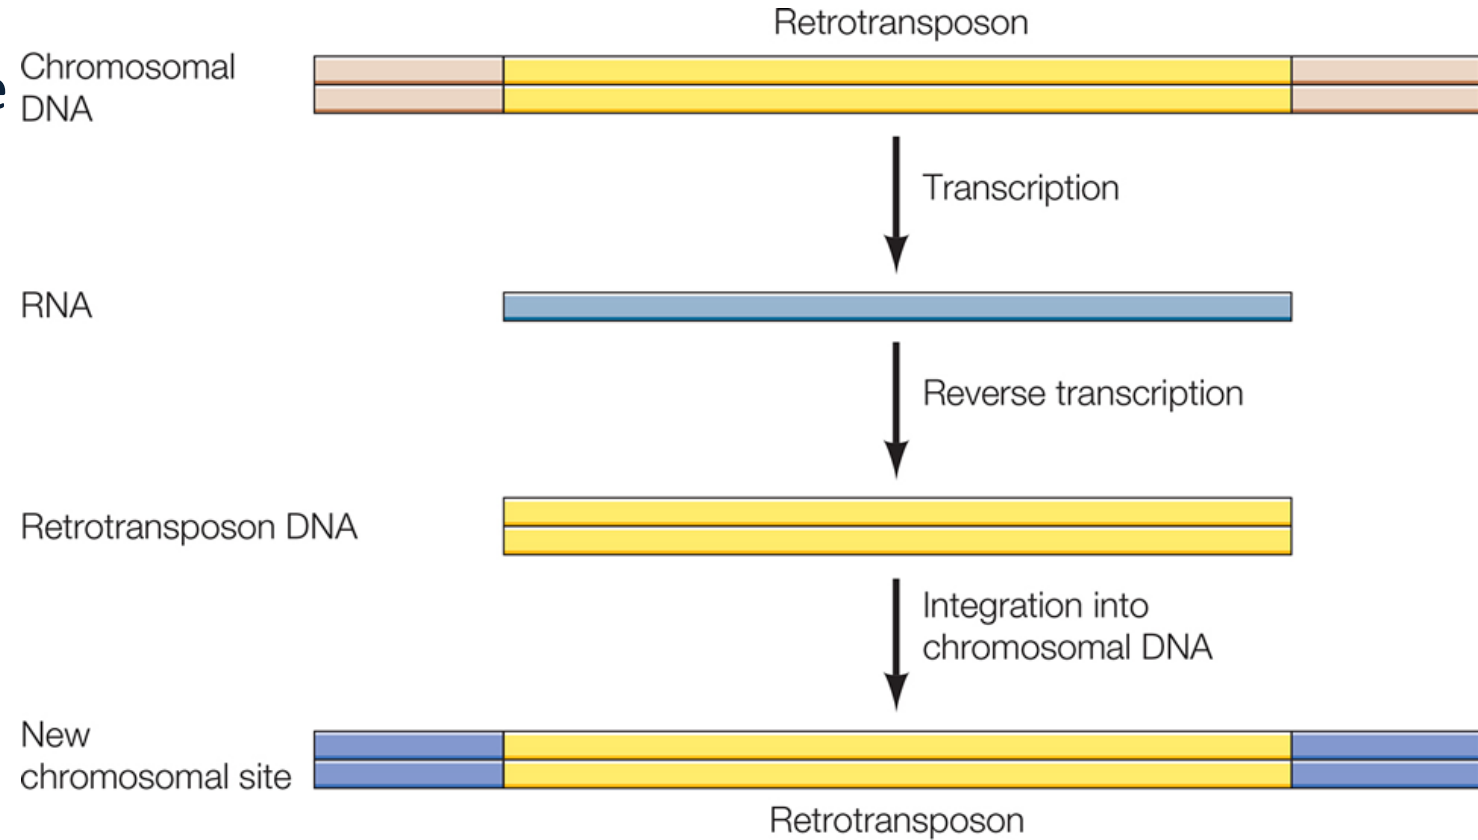 Retrotransposon
Chromosomal
DNA
e
Transcription
RNA
Reverse transcription
Retrotransposon DNA
Integration into
chromosomal DNA
New
chromosomal site
Retrotransposon